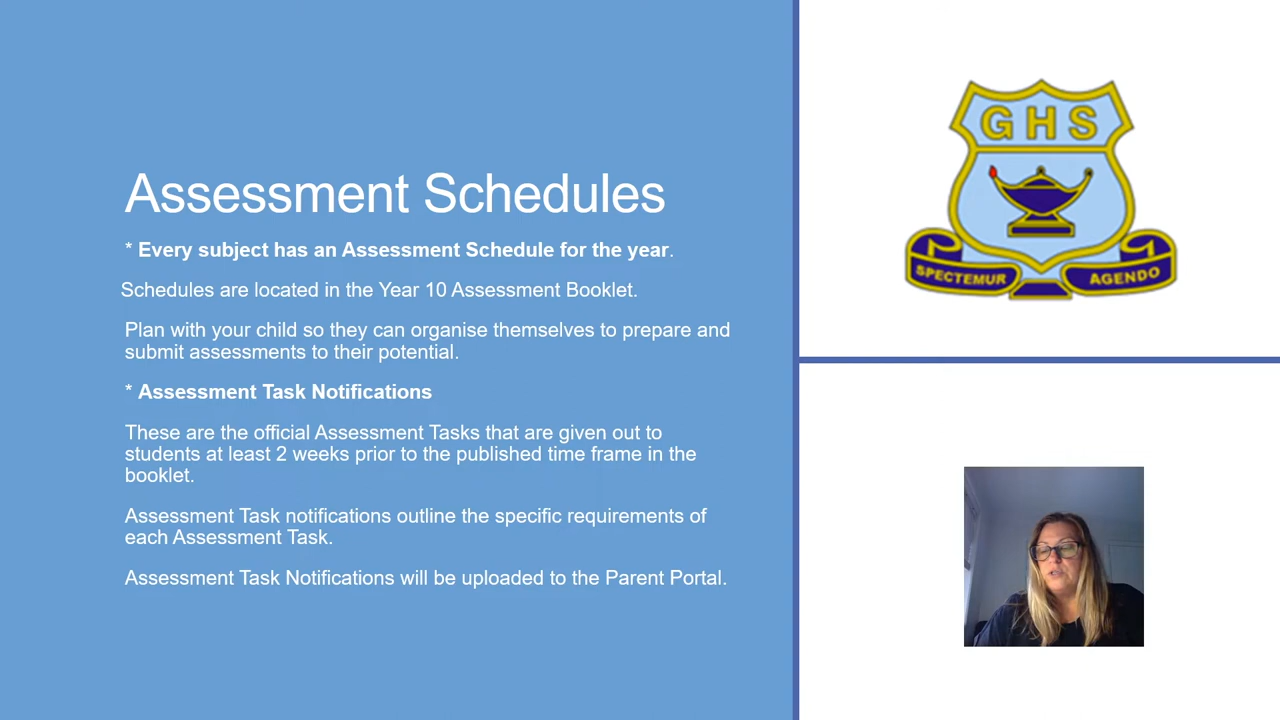 Assessment Schedules
* Every subject has an Assessment Schedule for the year.
Schedules are located in the Year 10 Assessment Booklet.
Plan with your child so they can organise themselves to prepare and
submit assessments to their potential.
* Assessment Task Notifications
These are the official Assessment Tasks that are given out to
students at least 2 weeks prior to the published time frame in the
booklet.
Assessment Task notifications outline the specific requirements of
each Assessment Task.
Assessment Task Notifications will be uploaded to the Parent Portal.
GHS
SPECTEMUR AGENDO